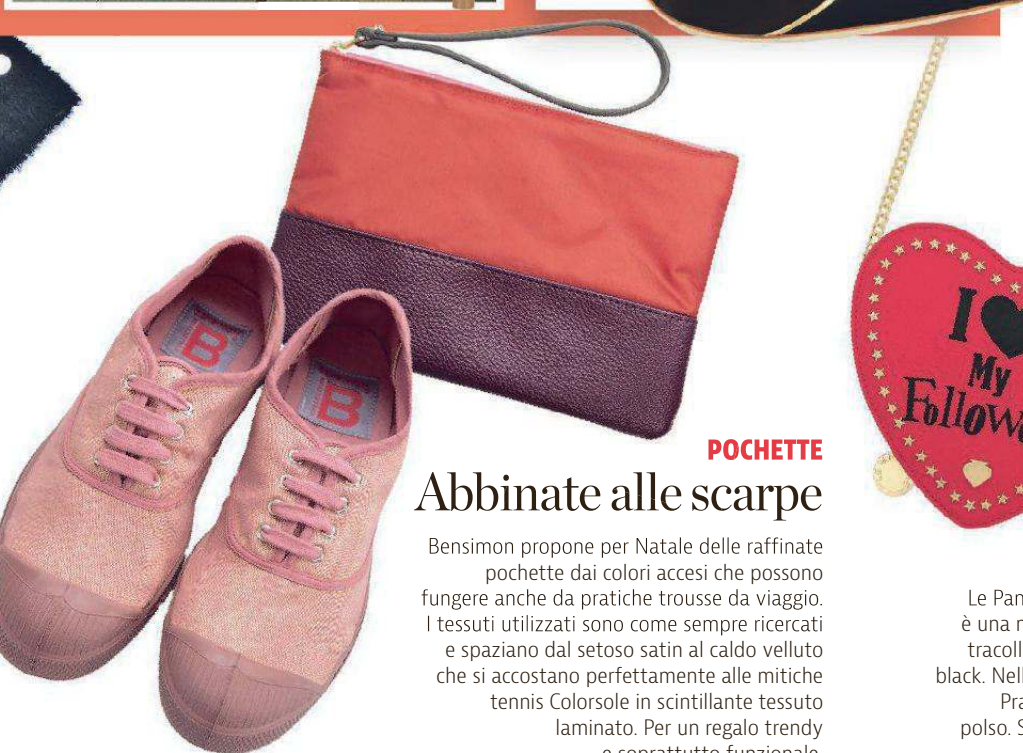 B
B
POCHETTE
Abbinate alle scarpe
Bensimon propone per Natale delle raffinate
pochette dai colori accesi che possono
fungere anche da pratiche trousse da viaggio.
I tessuti utilizzati sono come sempre ricercati
e spaziano dal setoso satin al caldo velluto
che si accostano perfettamente alle mitiche
tennis Colorsole in scintillante tessuto
laminato. Per un regalo trendy
e soprattutto funzionale.
I
My
Follow
Le Pan
è una
tracoll
black. Nell
Pra
polso. S